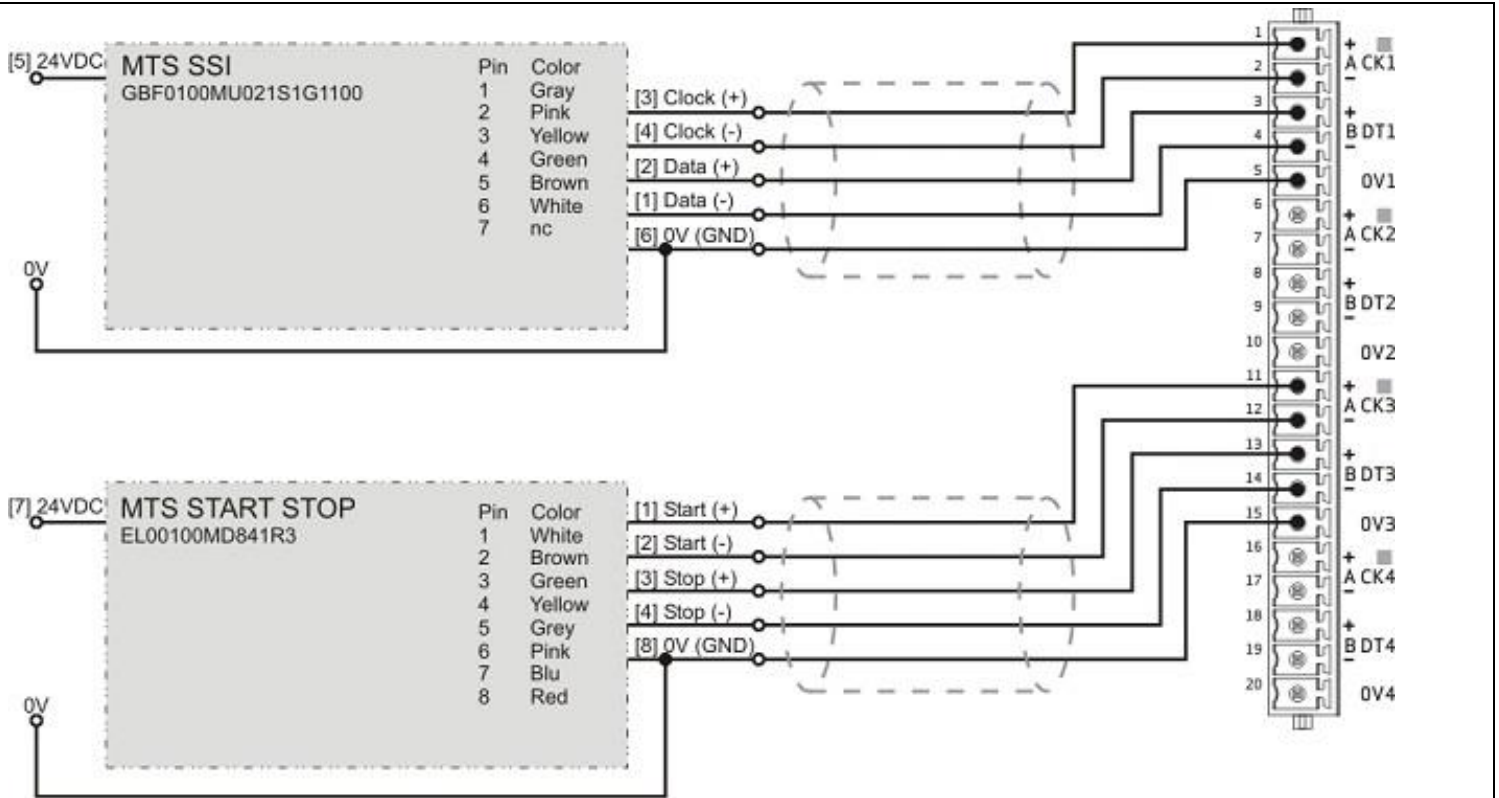 [5] 24VDC
MTS SSI
GBF0100MU021S1G1100
Pin Color
1 Gray
2 Pink
3 Yellow
4 Green
5 Brown
6 White
7 nc
[3] Clock (+)
[4] Clock (-)
[2] Data (+)
[1] Data (-)
[6] 0V (GND)
0V
[7] 24VDC
MTS START STOP
EL00100MD841R3
Pin Color
1 White
2 Brown
3 Green
4 Yellow
5 Grey
6 Pink
7 Blu
8 Red
[1] Start (+)
[2] Start (-)
[3] Stop (+)
[4] Stop (-)
[8] 0V (GND)
0V
1 +
A CK1
2 -
3 +
B DT1
4 -
5 0V1
6 +
A CK2
7 -
8 +
B DT2
9 -
10 0V2
11 +
A CK3
12 -
13 +
B DT3
14 -
15 0V3
16 +
A CK4
17 -
18 +
B DT4
19 -
20 0V4